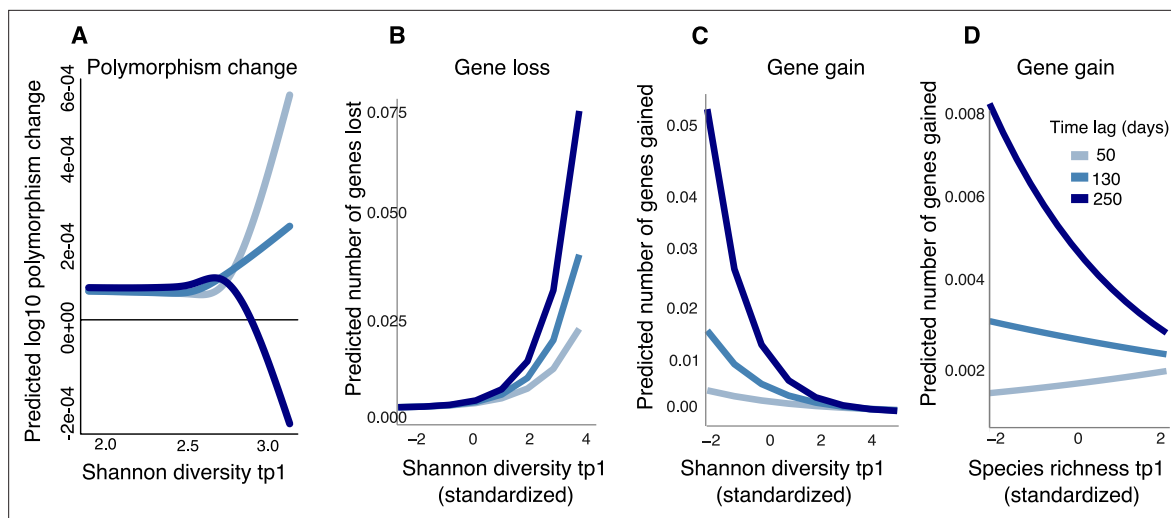 A
Polymorphism change
Predicted log10 polymorphism change
6e-04
4e-04
2e-04
0e+00
-2e-04
2.0 2.5 3.0
Shannon diversity tp1
B
Gene loss
Predicted number of genes lost
0.075
0.050
0.025
0.000
−2 0 2 4
Shannon diversity tp1
(standardized)
C
Gene gain
Predicted number of genes gained
0.05
0.04
0.03
0.02
0.01
0.00
−2 0 2 4
Shannon diversity tp1
(standardized)
D
Gene gain
Predicted number of genes gained
0.008
0.006
0.004
0.002
Time lag (days)
50
130
250
−2 0 2
Species richness tp1
(standardized)